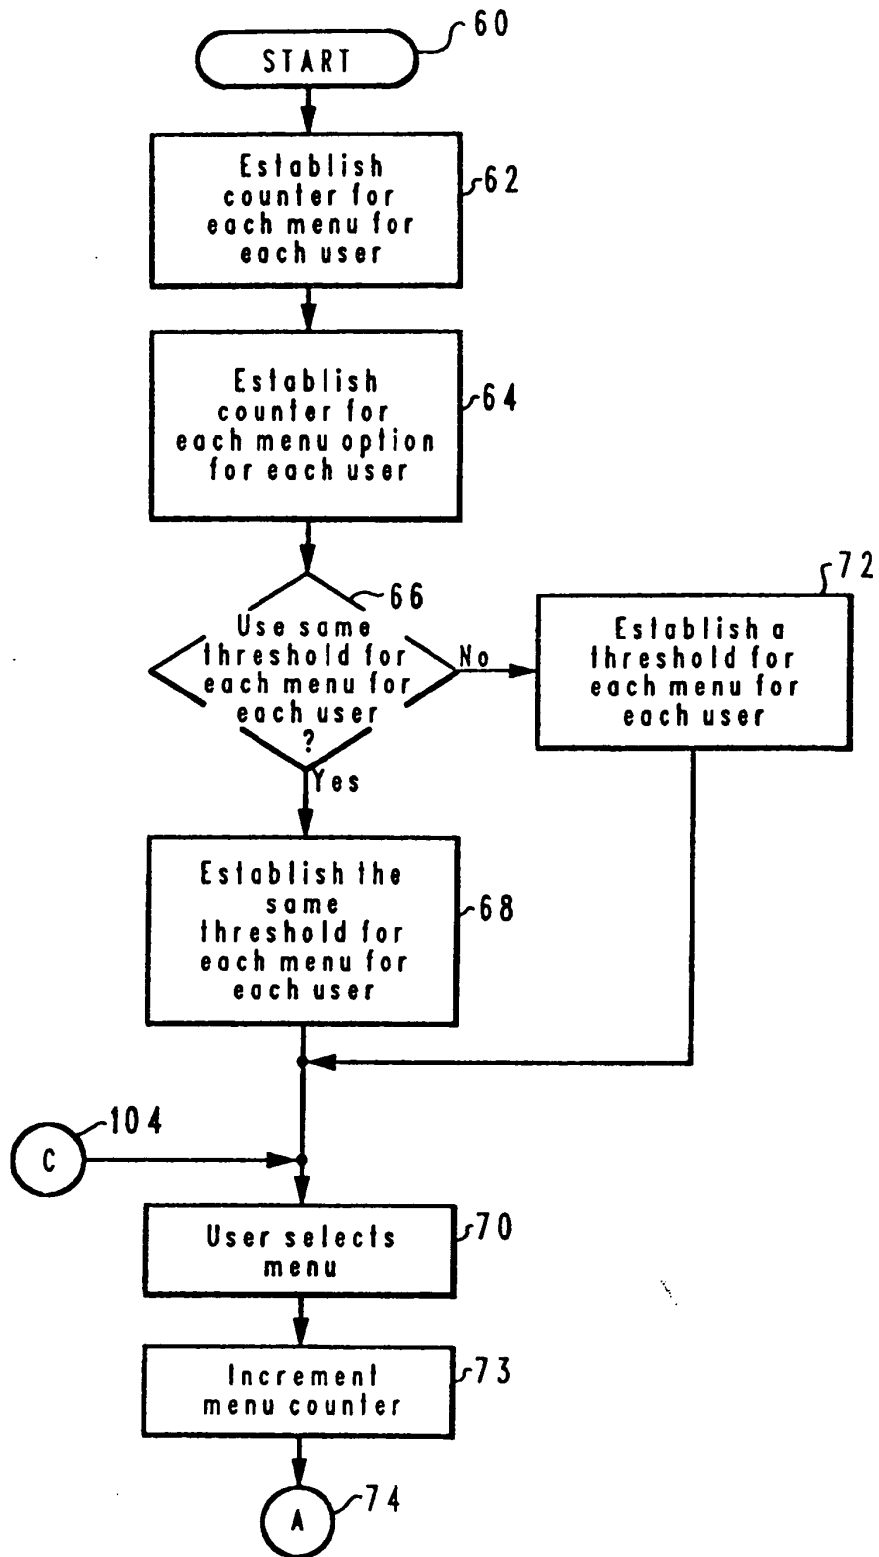 60
START
Establish
counter for
each menu for
each user
62
Establish
counter for
each menu option
for each user
64
66
Use same
threshold for
each menu for
each user
?
No
Yes
72
Establish a
threshold for
each menu for
each user
Establish the
same
threshold for
each menu for
each user
68
104
C
User selects
menu
70
Increment
menu counter
73
A
74